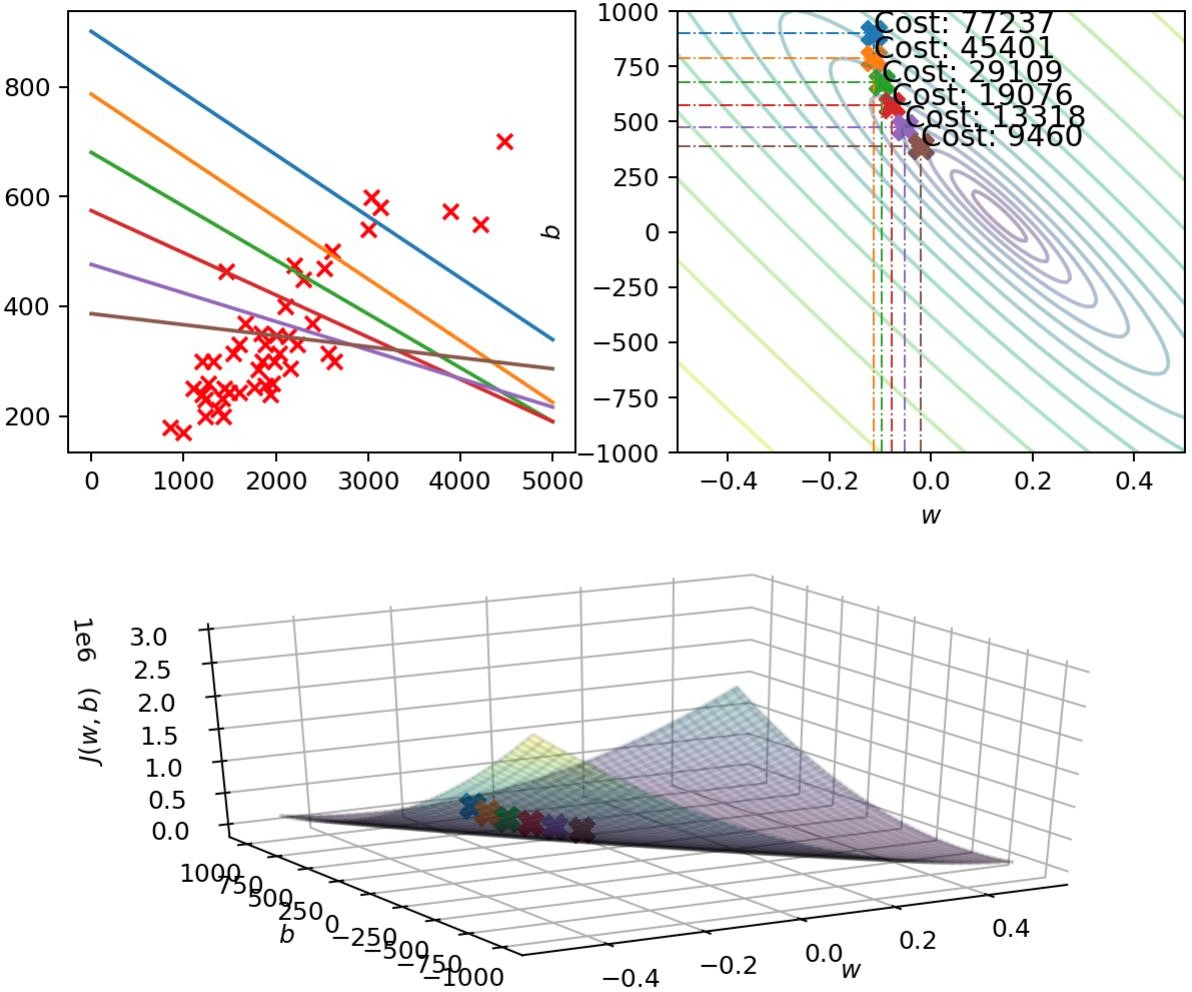 800
600
400
200
0 1000 2000 3000 4000 5000
b
1000
750
500
250
0
−250
−500
−750
−1000
−0.4 −0.2 0.0 0.2 0.4
w
Cost: 77237
Cost: 45401
Cost: 29109
Cost: 19076
Cost: 13318
Cost: 9460
1e6
J(w, b)
3.0
2.5
2.0
1.5
1.0
0.5
0.0
1000
750
500
250
0
−250
−500
−750
−1000
b
−0.4
−0.2
0.0
0.2
0.4
w